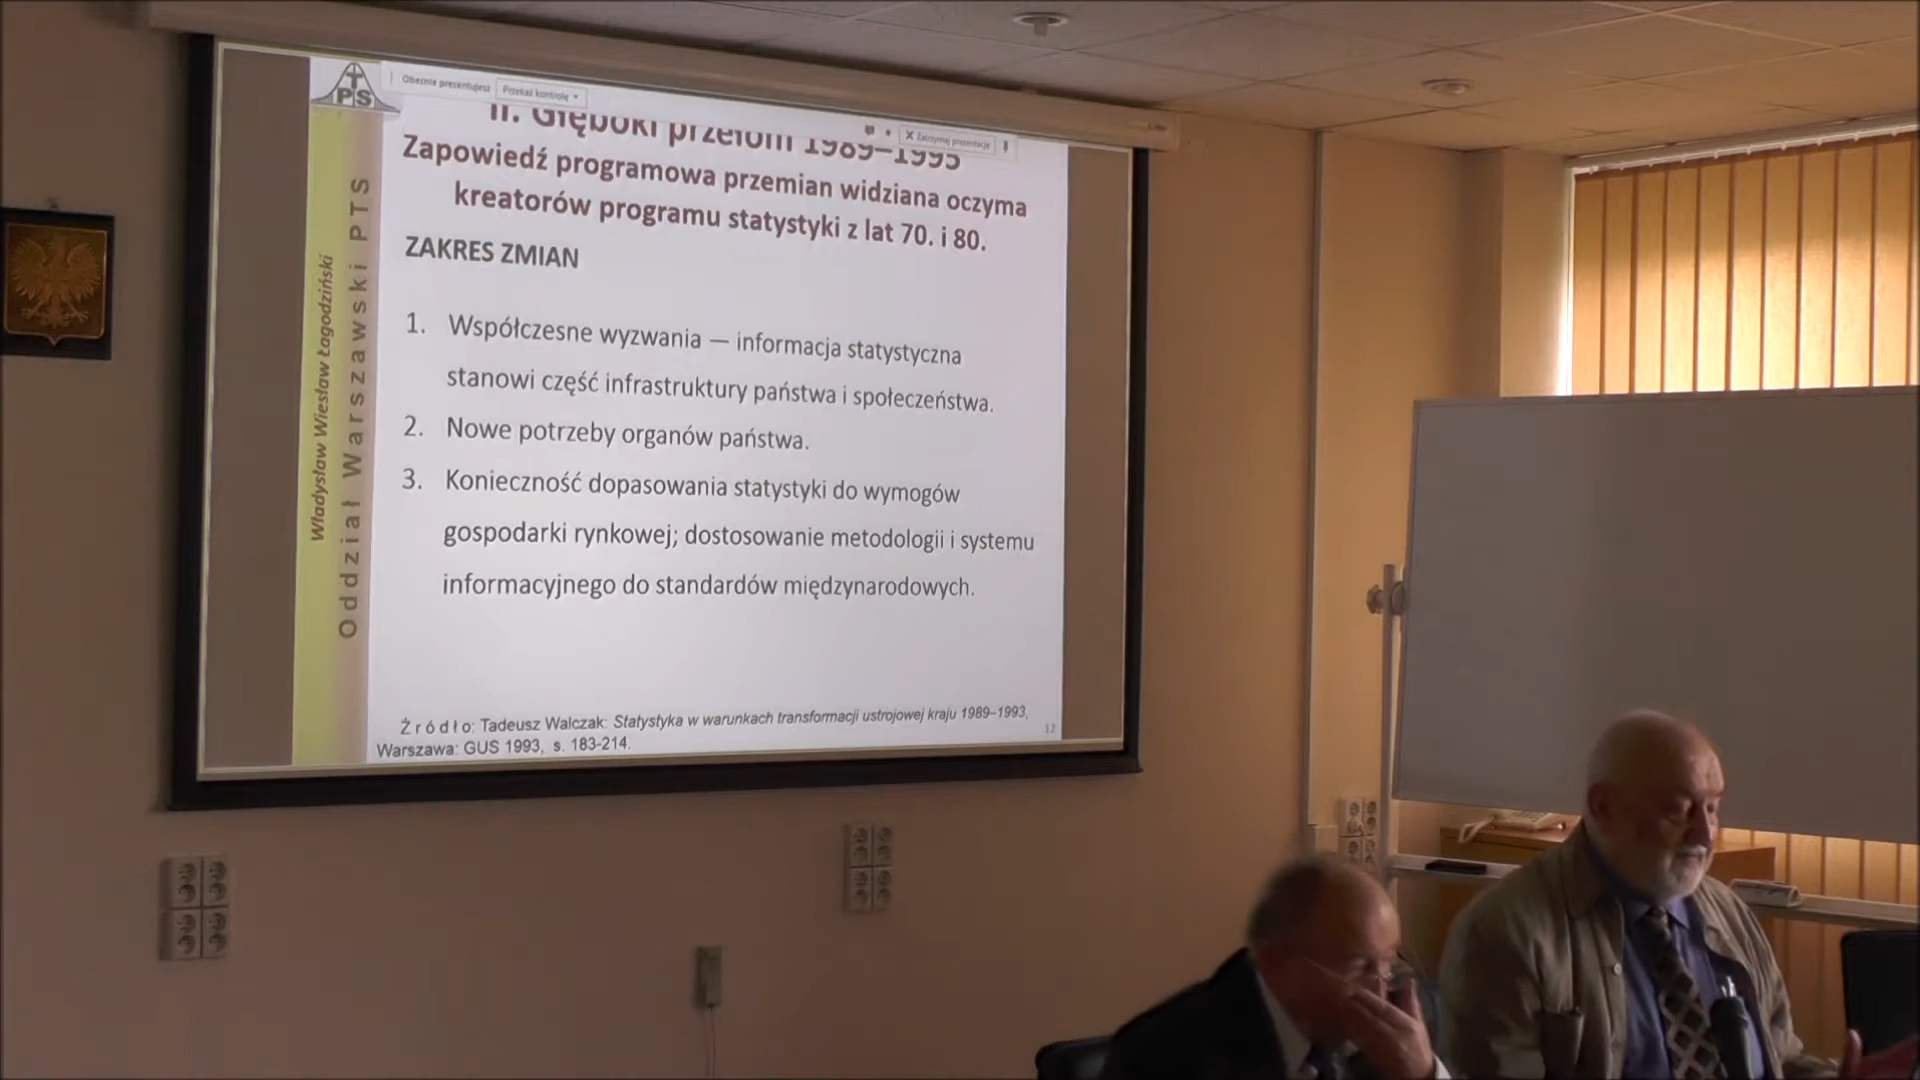 TPS
Obecnie prezentujesz
Przekaż kontrolę
Zatrzymaj prezentację
II. Głęboki przełom 1989–1995
Zapowiedź programowa przemian widziana oczyma
kreatorów programu statystyki z lat 70. i 80.
ZAKRES ZMIAN
1. Współczesne wyzwania — informacja statystyczna
stanowi część infrastruktury państwa i społeczeństwa.
2. Nowe potrzeby organów państwa.
3. Konieczność dopasowania statystyki do wymogów
gospodarki rynkowej; dostosowanie metodologii i systemu
informacyjnego do standardów międzynarodowych.
Źródło: Tadeusz Walczak: Statystyka w warunkach transformacji ustrojowej kraju 1989–1993,
Warszawa: GUS 1993, s. 183-214.
12
Władysław Wiesław Łagodziński
Oddział Warszawski PTS